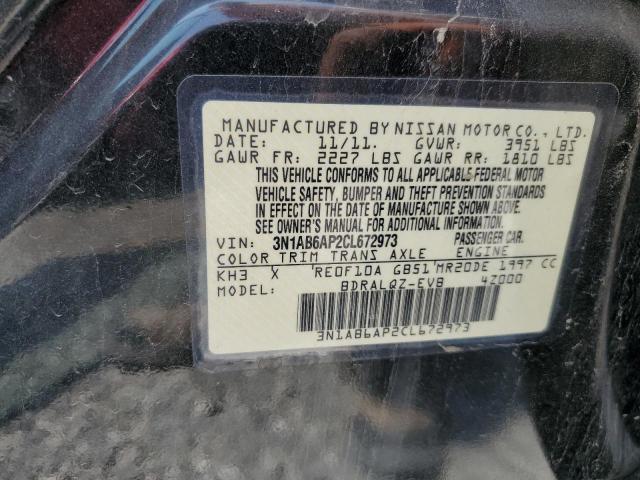 MANUFACTURED BY NISSAN MOTOR CO., LTD.
DATE: 11/11. GVWR: 3951 LBS
GAWR FR: 2227 LBS GAWR RR: 1810 LBS
THIS VEHICLE CONFORMS TO ALL APPLICABLE FEDERAL MOTOR
VEHICLE SAFETY, BUMPER AND THEFT PREVENTION STANDARDS
IN EFFECT ON THE DATE OF MANUFACTURE SHOWN ABOVE.
SEE OWNER'S MANUAL FOR ADDITIONAL INFORMATION.
VIN: 3N1AB6AP2CL672973 PASSENGER CAR.
COLOR TRIM TRANS AXLE ENGINE
KH3 X RE0F10A GB51 MR20DE 1997 CC
MODEL: BDRALQZ-EVB 4Z000
3N1AB6AP2CL672973